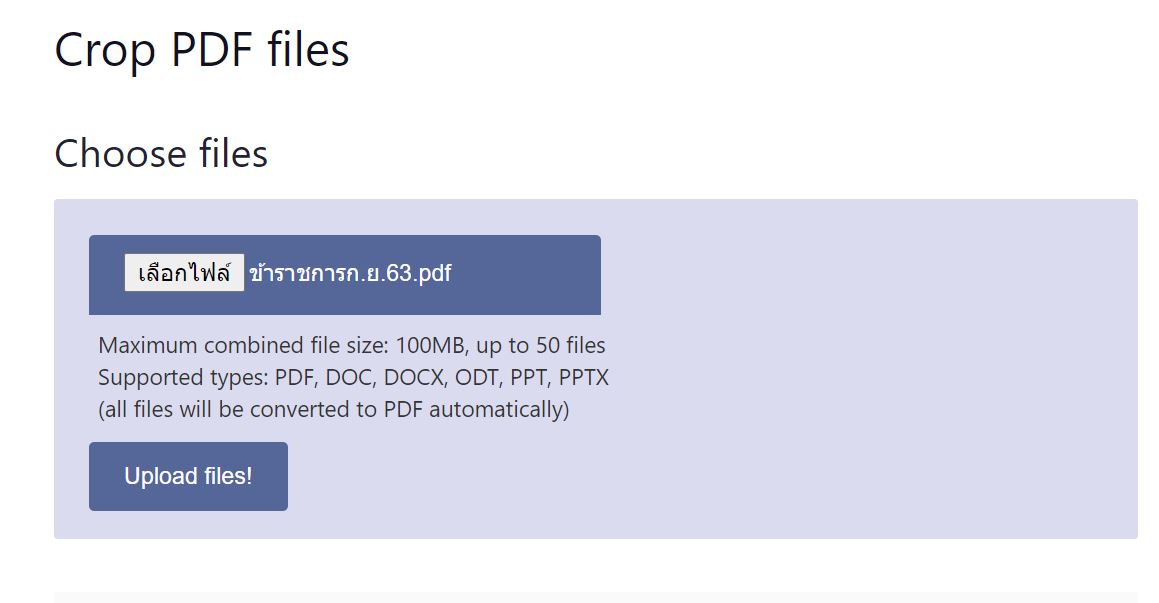 Crop PDF files
Choose files
เลือกไฟล์ ข้าราชการก.ย.63.pdf
Maximum combined file size: 100MB, up to 50 files
Supported types: PDF, DOC, DOCX, ODT, PPT, PPTX
(all files will be converted to PDF automatically)
Upload files!